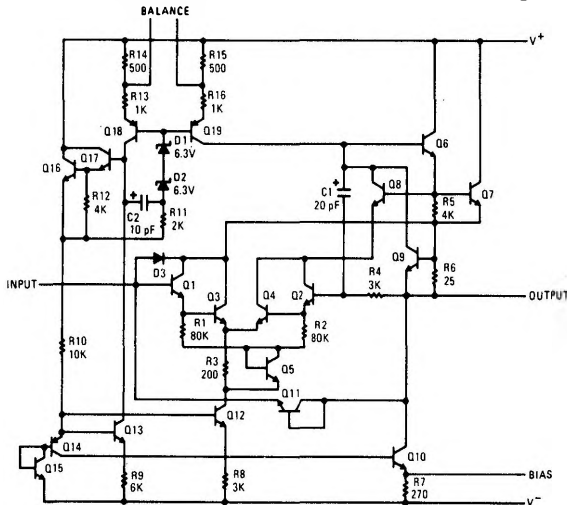 BALANCE
V+
R14
500
R15
500
R13
1K
R16
1K
Q18
D1
6.3V
Q19
Q6
Q16
Q17
D2
6.3V
Q8
Q7
R12
4K
C2
10 pF
R11
2K
C1
20 pF
R5
4K
D3
Q9
R4
3K
R6
25
INPUT
Q1
Q3
Q4
Q2
OUTPUT
R1
80K
R2
80K
R10
10K
R3
200
Q5
Q11
Q12
Q14
Q13
Q10
Q15
BIAS
R9
6K
R8
3K
R7
270
V-